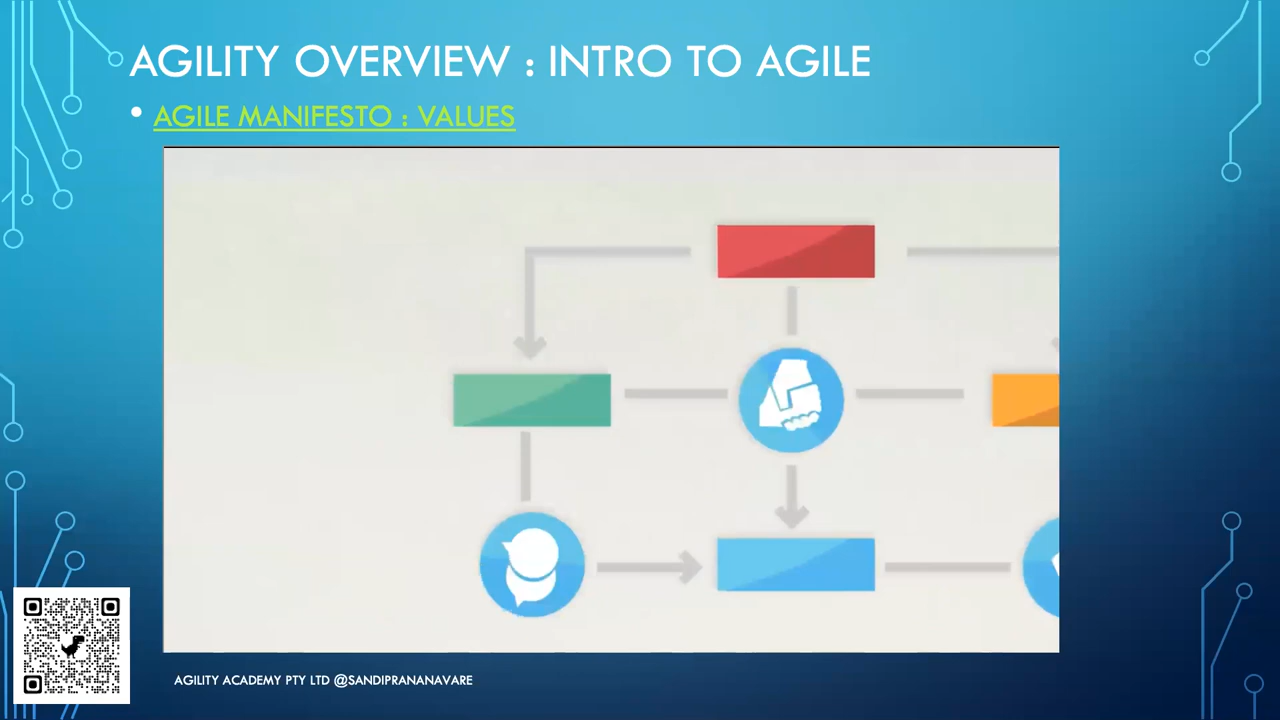 AGILITY OVERVIEW : INTRO TO AGILE
• AGILE MANIFESTO : VALUES
AGILITY ACADEMY PTY LTD @SANDIPRANANAVARE